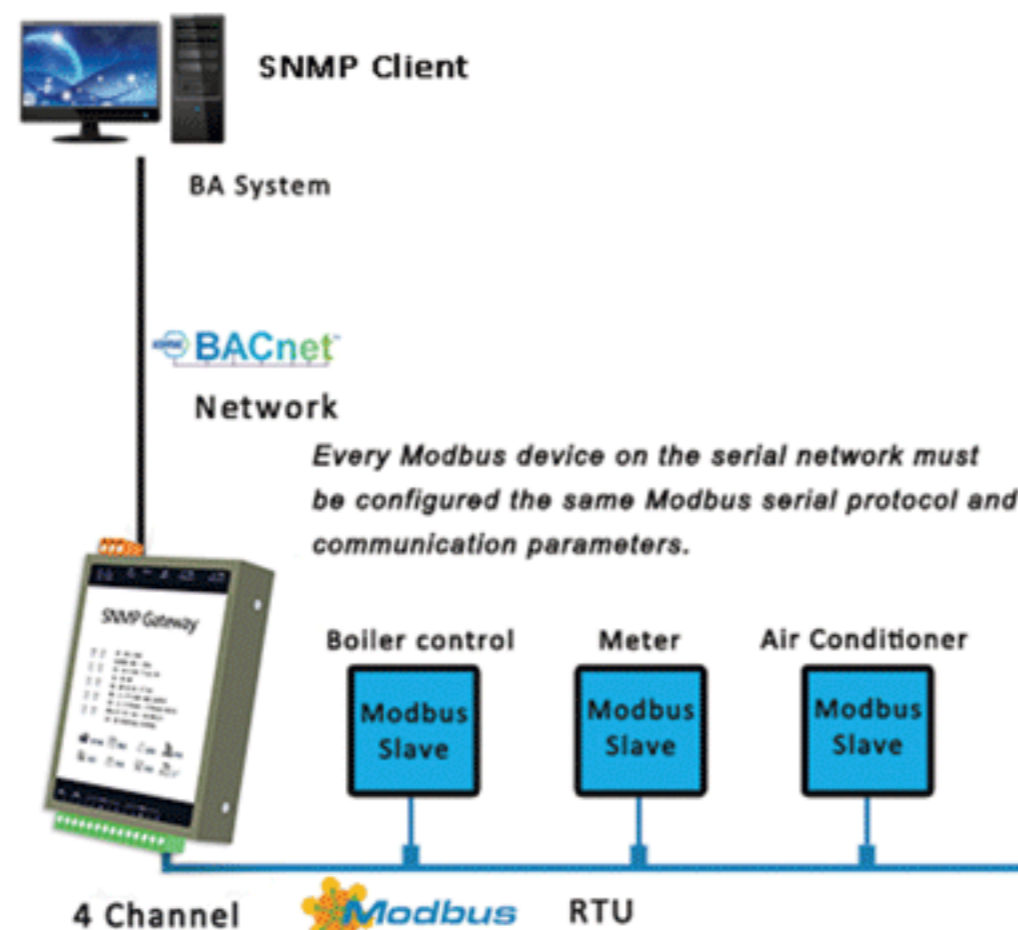 SNMP Client
BA System
BACnet
Network
Every Modbus device on the serial network must
be configured the same Modbus serial protocol and
communication parameters.
SNMP Gateway
Boiler control
Meter
Air Conditioner
Modbus
Slave
Modbus
Slave
Modbus
Slave
4 Channel
Modbus
RTU